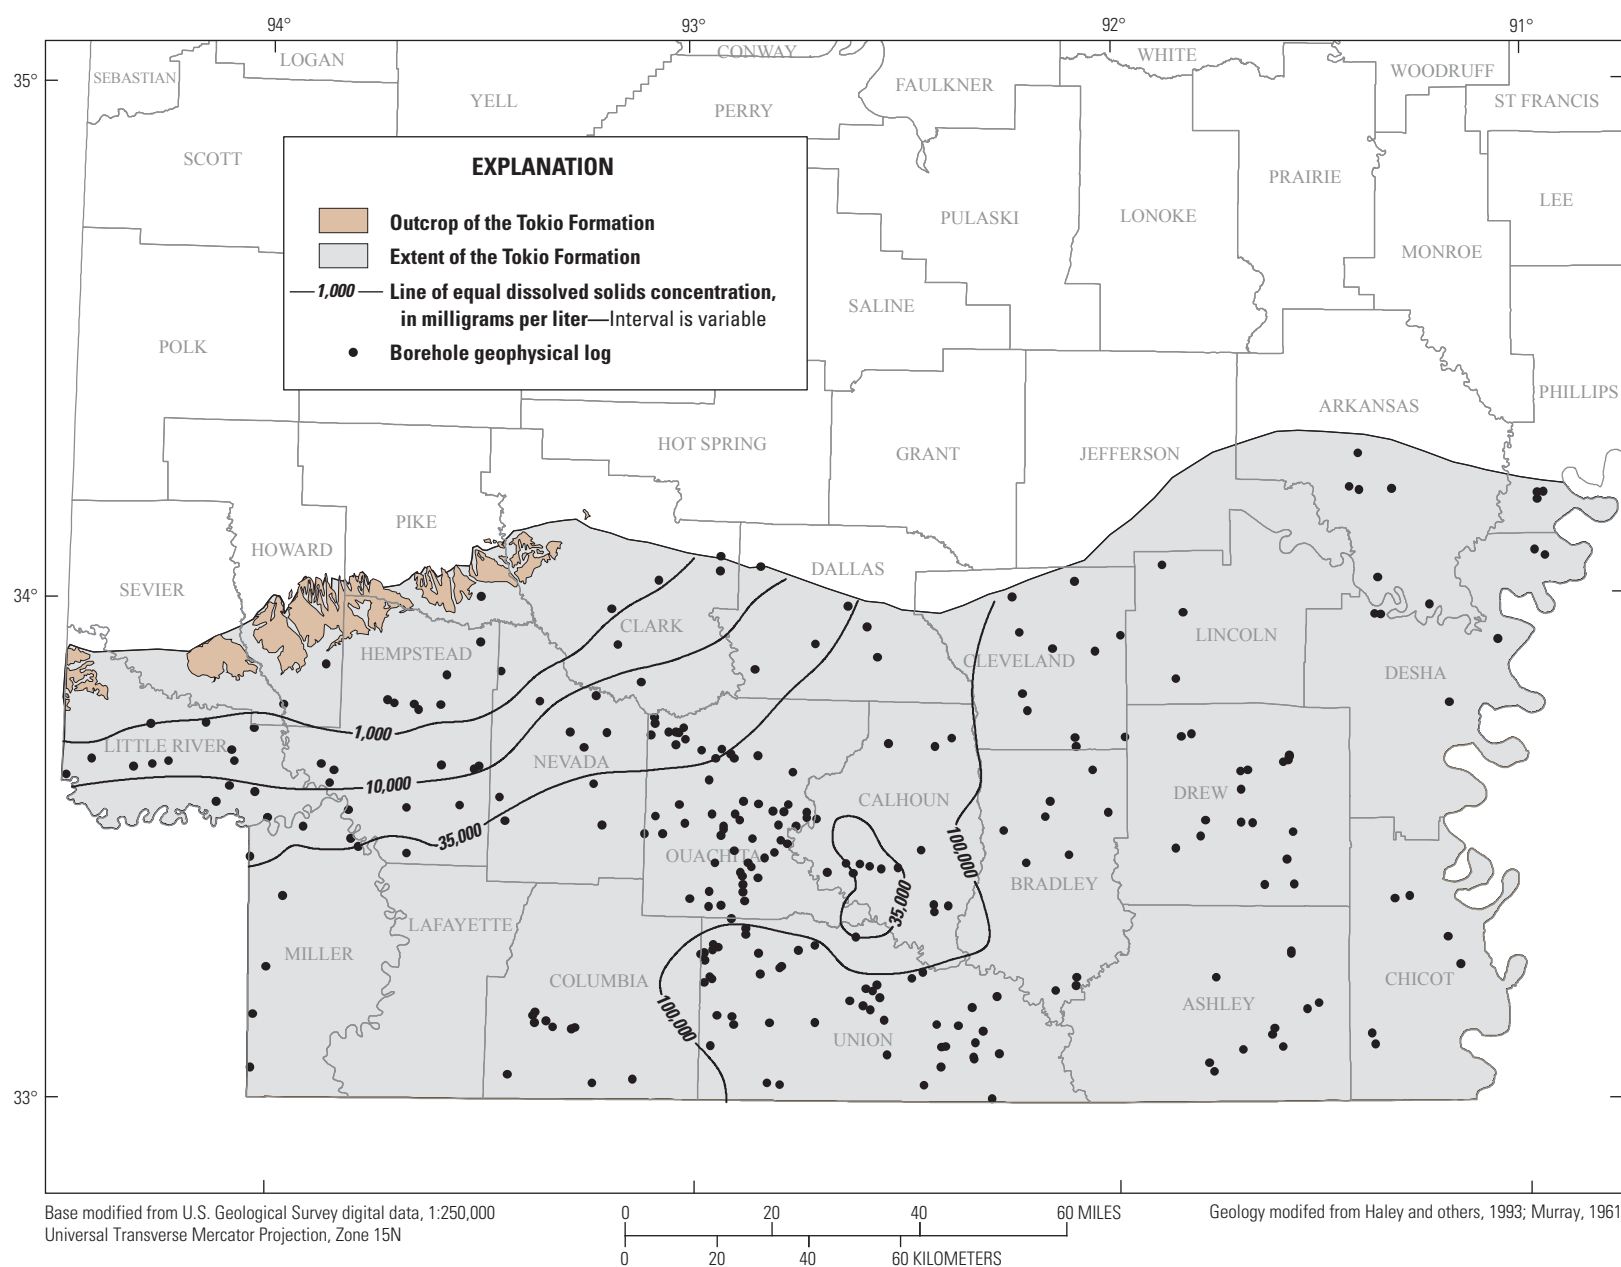 94°
93°
92°
91°
35°
34°
33°
SEBASTIAN
LOGAN
CONWAY
WHITE
WOODRUFF
FAULKNER
YELL
PERRY
ST FRANCIS
SCOTT
PRAIRIE
LEE
PULASKI
LONOKE
MONROE
SALINE
POLK
PHILLIPS
ARKANSAS
HOT SPRING
GRANT
JEFFERSON
PIKE
HOWARD
DALLAS
SEVIER
CLARK
LINCOLN
HEMPSTEAD
CLEVELAND
DESHA
LITTLE RIVER
NEVADA
CALHOUN
DREW
OUACHITA
BRADLEY
LAFAYETTE
MILLER
COLUMBIA
CHICOT
ASHLEY
UNION
EXPLANATION
Outcrop of the Tokio Formation
Extent of the Tokio Formation
1,000 Line of equal dissolved solids concentration,
in milligrams per liter—Interval is variable
Borehole geophysical log
1,000
10,000
35,000
35,000
100,000
100,000
Base modified from U.S. Geological Survey digital data, 1:250,000
Universal Transverse Mercator Projection, Zone 15N
0 20 40 60 MILES
0 20 40 60 KILOMETERS
Geology modifed from Haley and others, 1993; Murray, 1961